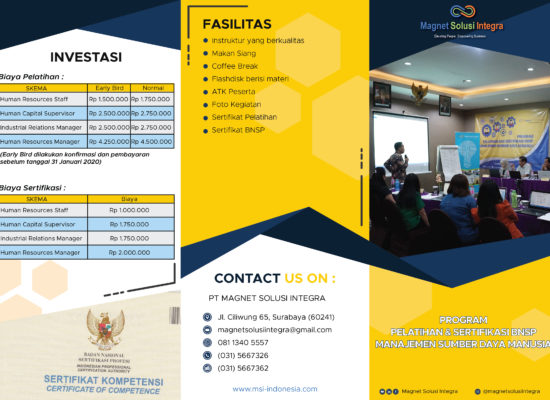 INVESTASI
Biaya Pelatihan :
SKEMA Early Bird Normal
Human Resources Staff Rp 1.500.000 Rp 1.750.000
Human Capital Supervisor Rp 2.500.000 Rp 2.750.000
Industrial Relations Manager Rp 2.500.000 Rp 2.750.000
Human Resources Manager Rp 4.250.000 Rp 4.500.000
(Early Bird dilakukan konfirmasi dan pembayaran
sebelum tanggal 31 Januari 2020)
Biaya Sertifikasi :
SKEMA Biaya
Human Resources Staff Rp 1.000.000
Human Capital Supervisor Rp 1.750.000
Industrial Relations Manager Rp 1.750.000
Human Resources Manager Rp 2.000.000
BADAN NASIONAL
SERTIFIKASI PROFESI
INDONESIAN PROFESSIONAL
CERTIFICATION AUTHORITY
SERTIFIKAT KOMPETENSI
CERTIFICATE OF COMPETENCE
FASILITAS
Instruktur yang berkualitas
Makan Siang
Coffee Break
Flashdisk berisi materi
ATK Peserta
Foto Kegiatan
Sertifikat Pelatihan
Sertifikat BNSP
CONTACT US ON :
PT MAGNET SOLUSI INTEGRA
Jl. Ciliwung 65, Surabaya (60241)
magnetsolusiintegra@gmail.com
081 1340 5557
(031) 5667326
(031) 5667362
www.msi-indonesia.com
Magnet Solusi Integra
PROGRAM
PELATIHAN & SERTIFIKASI BNSP
MANAJEMEN SUMBER DAYA MANUSIA
Magnet Solusi Integra
@magnetsolusiintegra